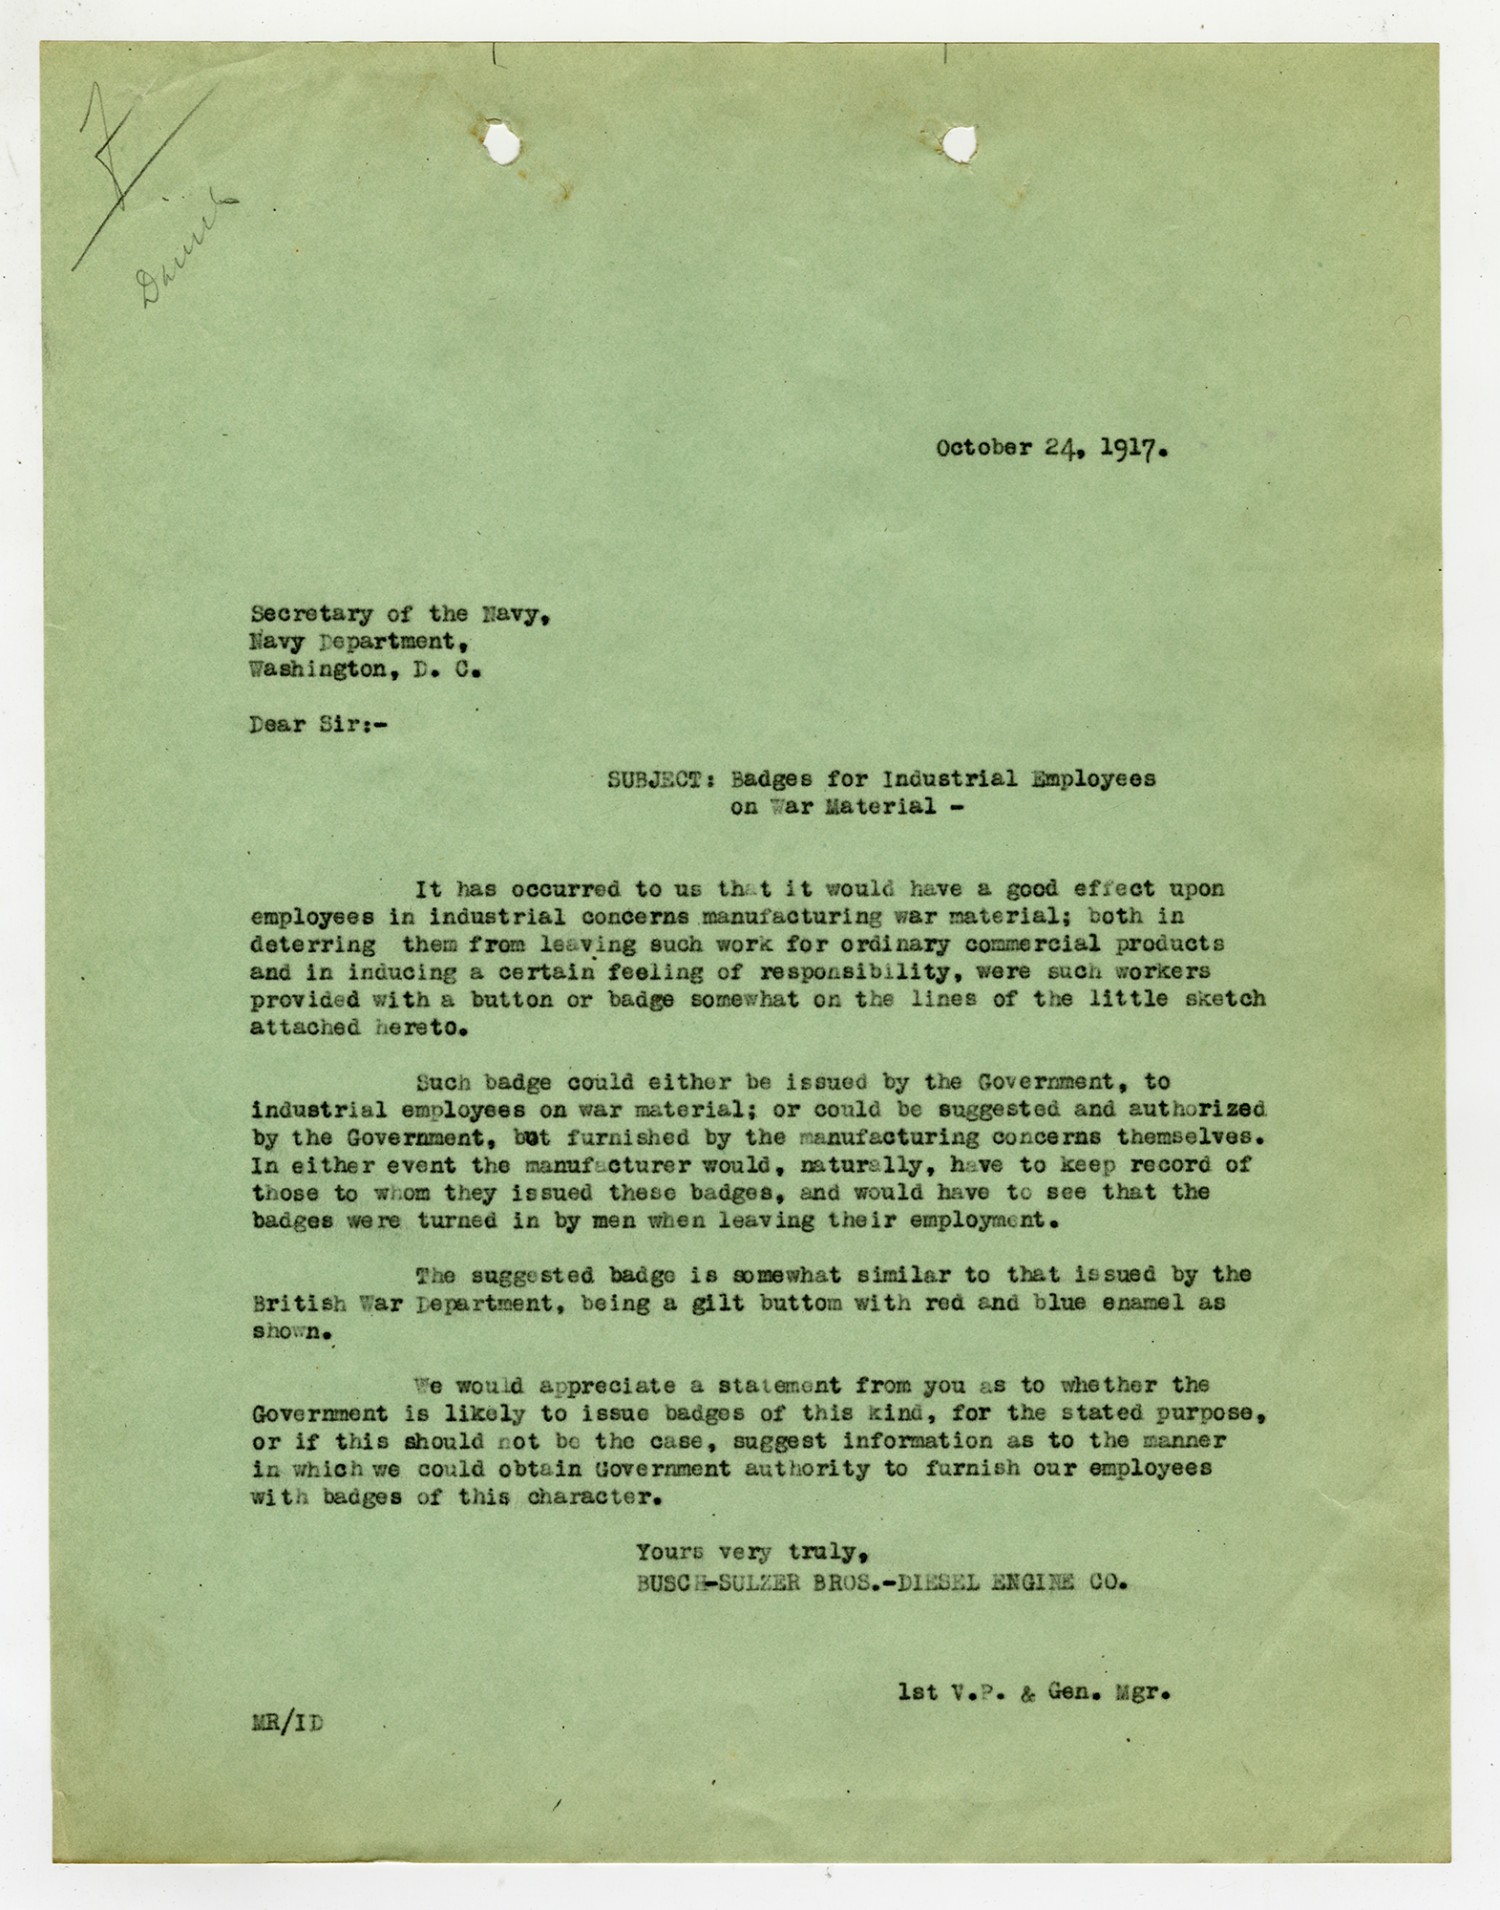 October 24, 1917.
Secretary of the Navy,
Navy Department,
Washington, D. C.
Dear Sir:-
SUBJECT: Badges for Industrial Employees
on War Material -
It has occurred to us that it would have a good effect upon
employees in industrial concerns manufacturing war material; both in
deterring them from leaving such work for ordinary commercial products
and in inducing a certain feeling of responsibility, were such workers
provided with a button or badge somewhat on the lines of the little sketch
attached hereto.
Such badge could either be issued by the Government, to
industrial employees on war material; or could be suggested and authorized
by the Government, but furnished by the manufacturing concerns themselves.
In either event the manufacturer would, naturally, have to keep record of
those to whom they issued these badges, and would have to see that the
badges were turned in by men when leaving their employment.
The suggested badge is somewhat similar to that issued by the
British War Department, being a gilt buttom with red and blue enamel as
shown.
We would appreciate a statement from you as to whether the
Government is likely to issue badges of this kind, for the stated purpose,
or if this should not be the case, suggest information as to the manner
in which we could obtain Government authority to furnish our employees
with badges of this character.
Yours very truly,
BUSCH-SULZER BROS.-DIESEL ENGINE CO.
1st V.P. & Gen. Mgr.
MR/ID